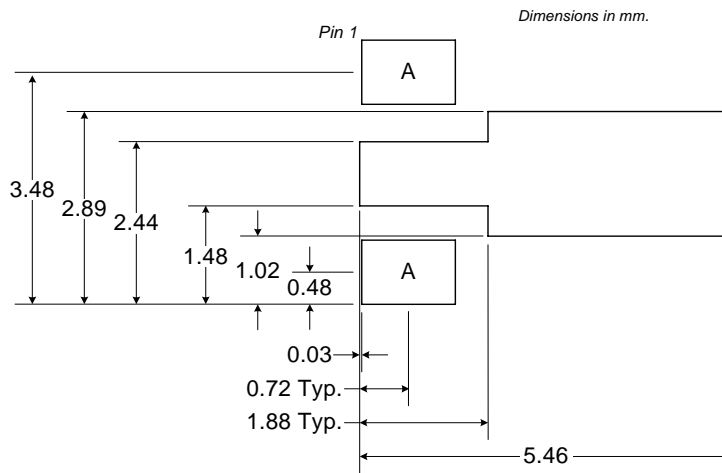 Dimensions in mm.
Pin 1
A
3.48
2.89
2.44
1.48
1.02
A
0.48
0.03
0.72 Typ.
1.88 Typ.
5.46